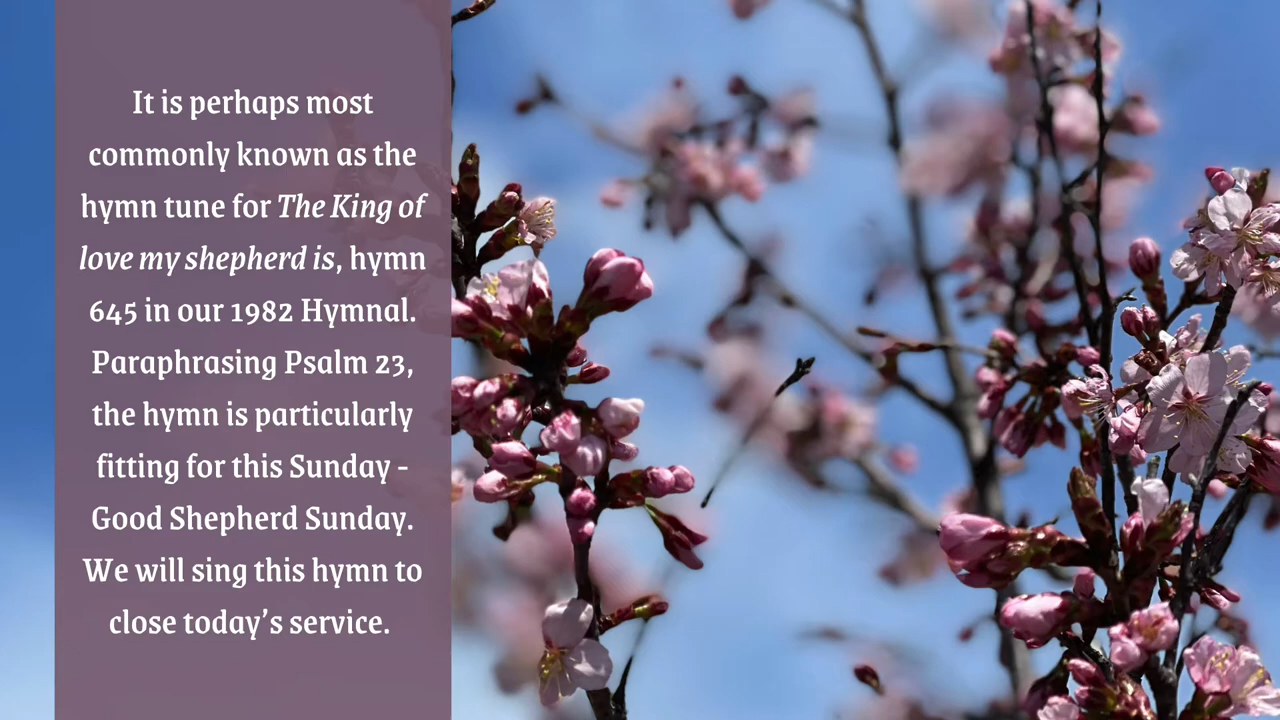 It is perhaps most
commonly known as the
hymn tune for The King of
love my shepherd is, hymn
645 in our 1982 Hymnal.
Paraphrasing Psalm 23,
the hymn is particularly
fitting for this Sunday -
Good Shepherd Sunday.
We will sing this hymn to
close today’s service.